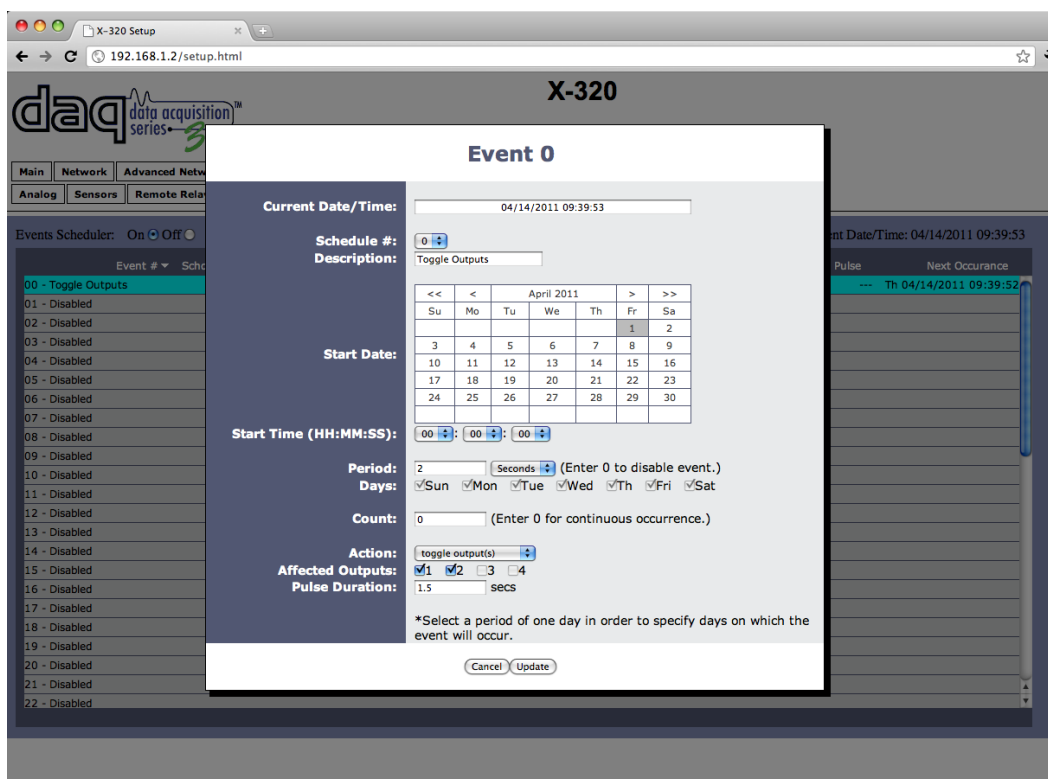 X-320 Setup
192.168.1.2/setup.html
daq data acquisition™
series
3
X-320
Main Network Advanced Netw
Analog Sensors Remote Rela
Events Scheduler: On Off
nt Date/Time: 04/14/2011 09:39:53
Event # Sch
Pulse Next Occurance
00 - Toggle Outputs --- Th 04/14/2011 09:39:52
01 - Disabled
02 - Disabled
03 - Disabled
04 - Disabled
05 - Disabled
06 - Disabled
07 - Disabled
08 - Disabled
09 - Disabled
10 - Disabled
11 - Disabled
12 - Disabled
13 - Disabled
14 - Disabled
15 - Disabled
16 - Disabled
17 - Disabled
18 - Disabled
19 - Disabled
20 - Disabled
21 - Disabled
22 - Disabled
Event 0
Current Date/Time: 04/14/2011 09:39:53
Schedule #: 0
Description: Toggle Outputs
Start Date:
<< < April 2011 > >>
Su Mo Tu We Th Fr Sa
1 2
3 4 5 6 7 8 9
10 11 12 13 14 15 16
17 18 19 20 21 22 23
24 25 26 27 28 29 30
Start Time (HH:MM:SS): 00 : 00 : 00
Period: 2 Seconds (Enter 0 to disable event.)
Days: Sun Mon Tue Wed Th Fri Sat
Count: 0 (Enter 0 for continuous occurrence.)
Action: toggle output(s)
Affected Outputs: 1 2 3 4
Pulse Duration: 1.5 secs
*Select a period of one day in order to specify days on which the
event will occur.
Cancel Update